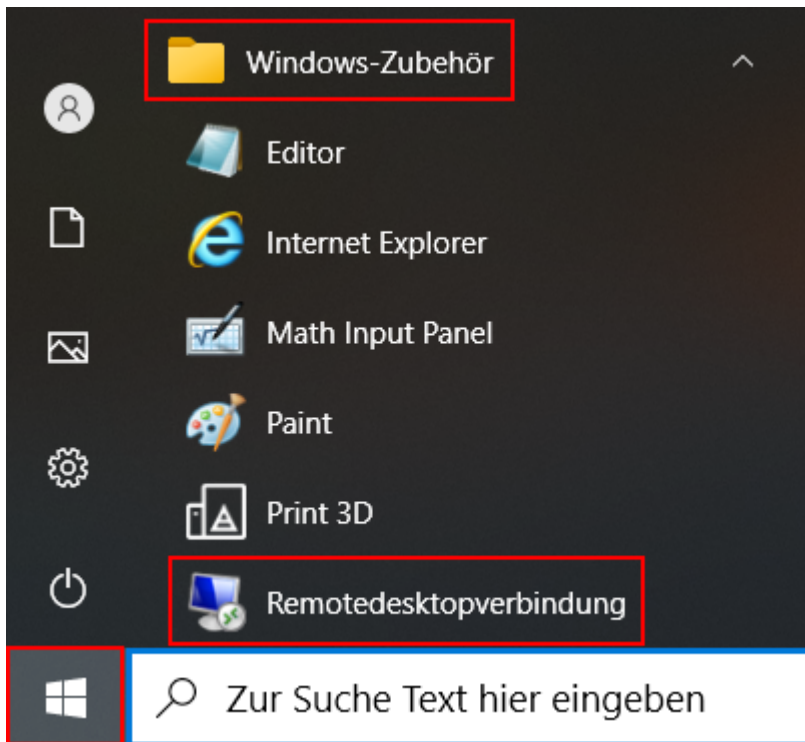 Windows-Zubehör
Editor
Internet Explorer
Math Input Panel
Paint
Print 3D
Remotedesktopverbindung
Zur Suche Text hier eingeben